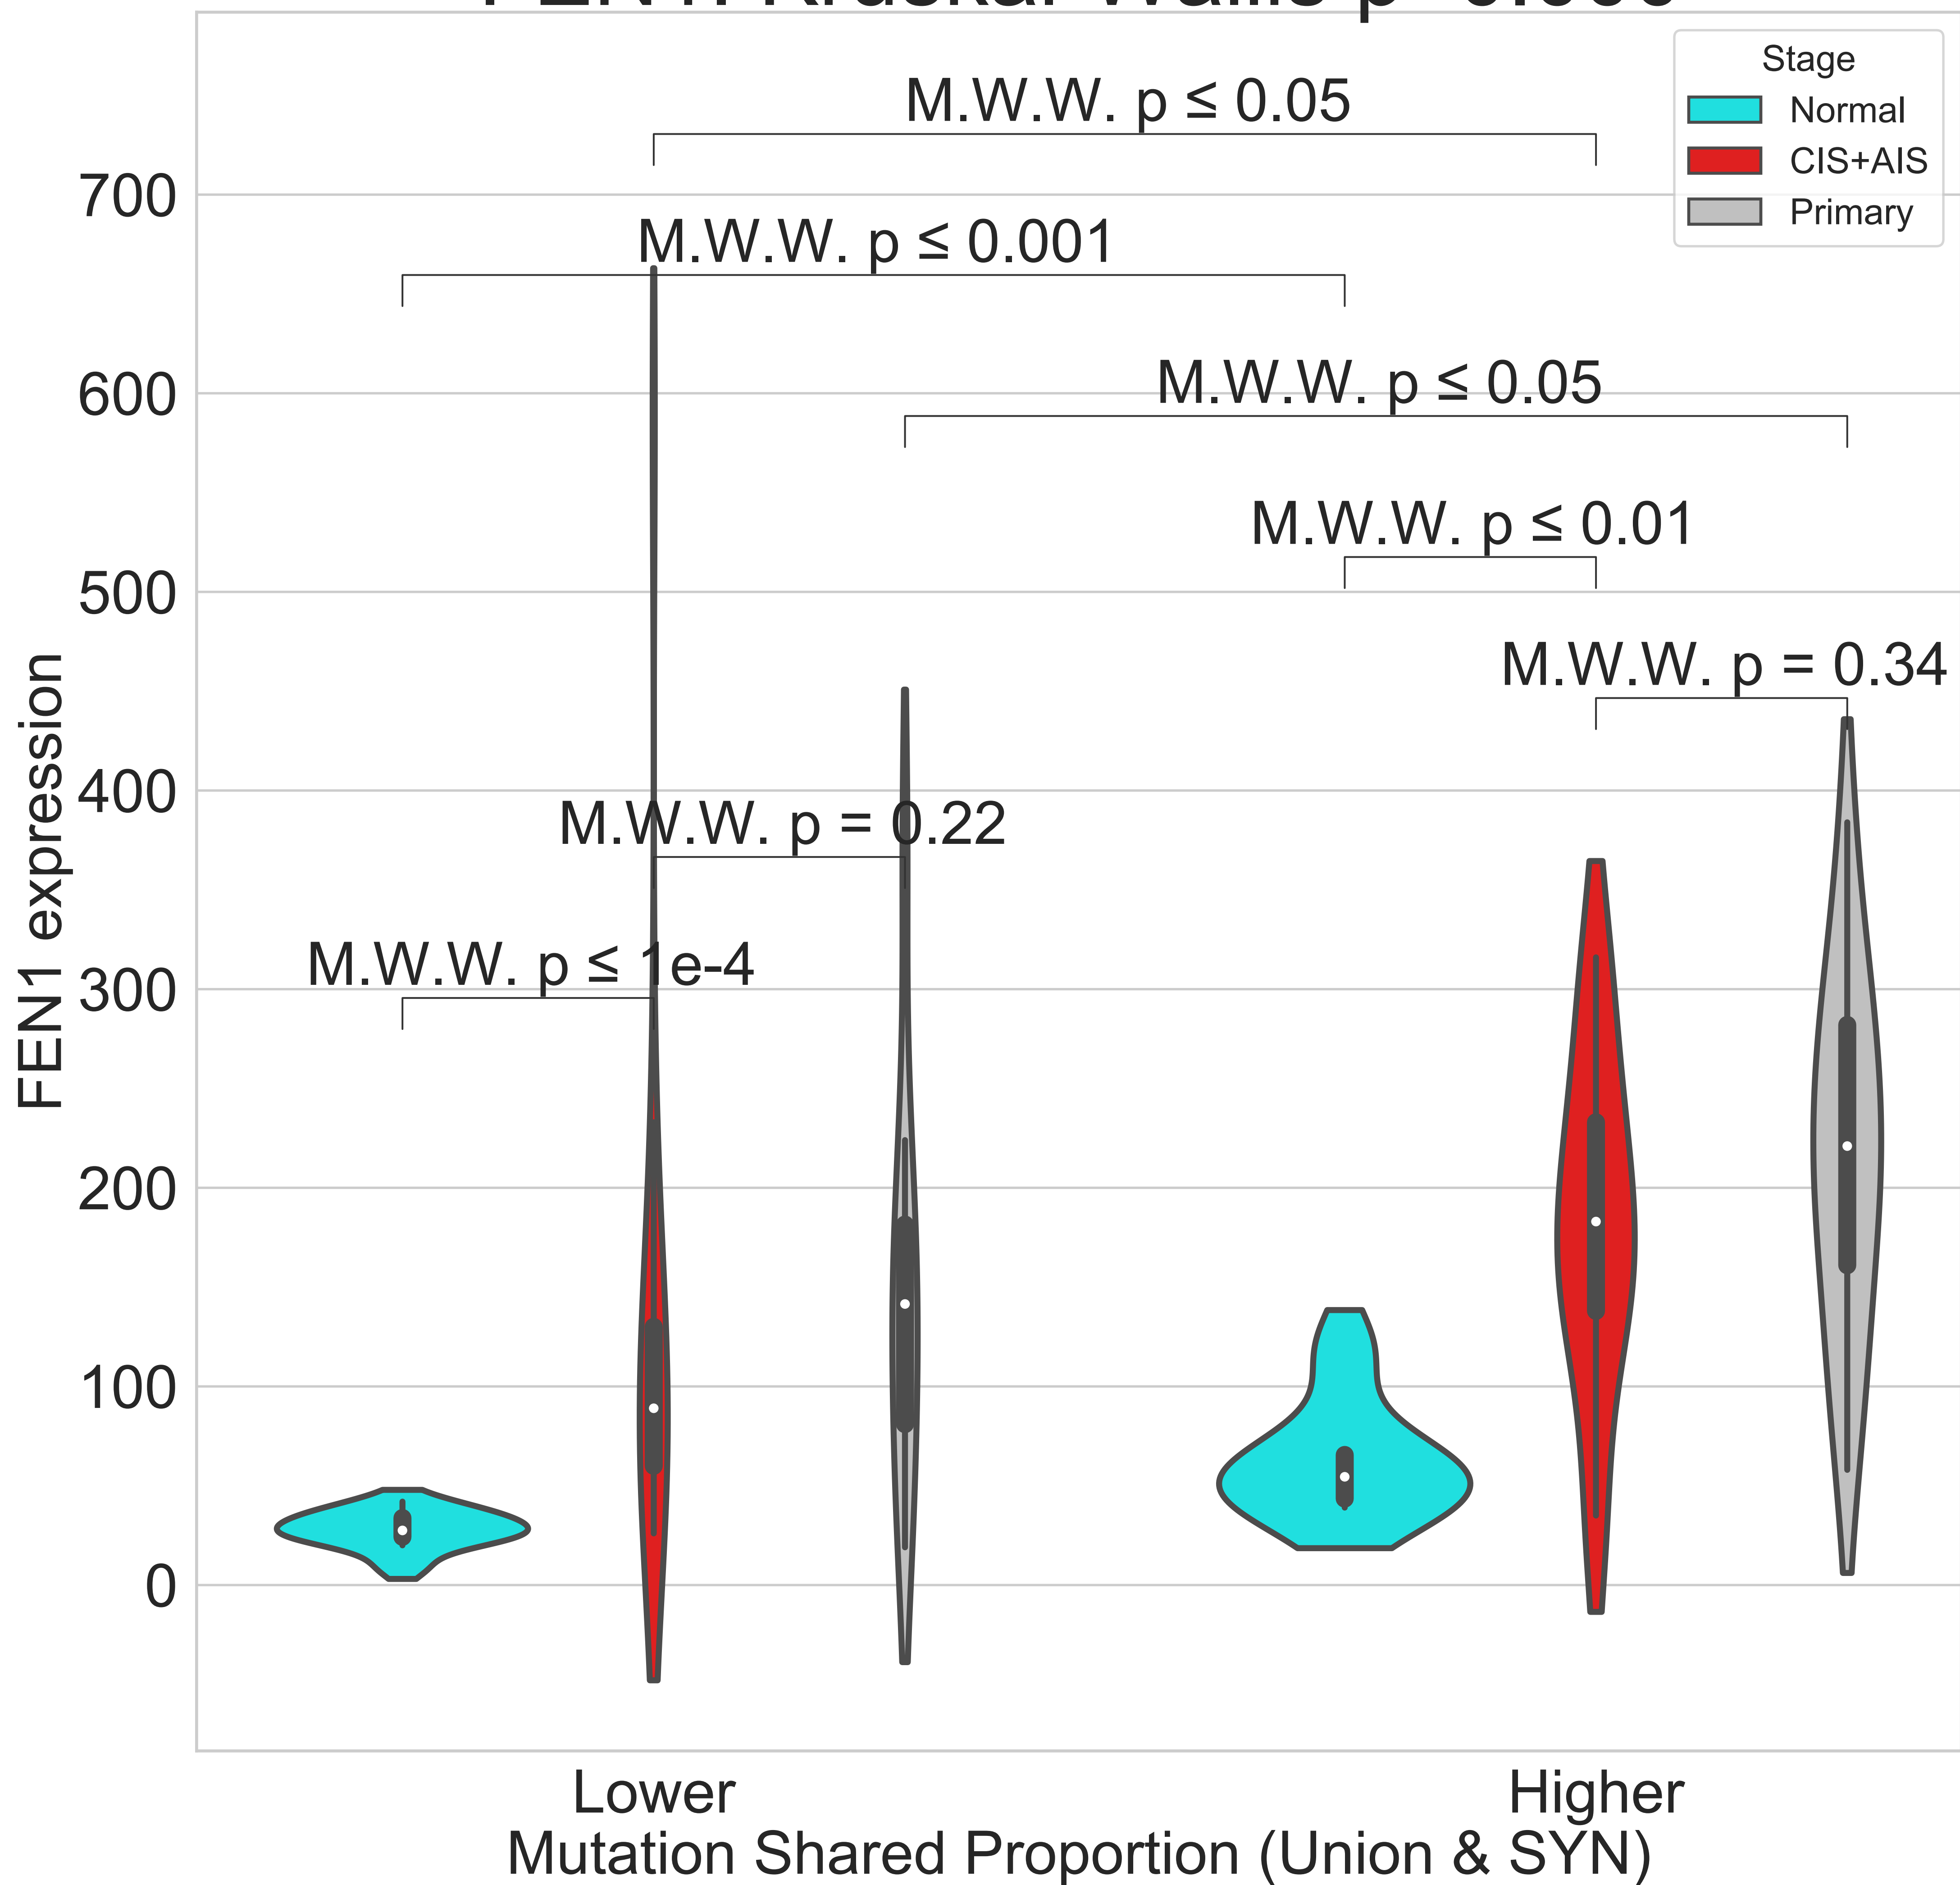 Stage
Normal
CIS+AIS
Primary
M.W.W. p ≤ 0.05
M.W.W. p ≤ 0.001
M.W.W. p ≤ 0.05
M.W.W. p ≤ 0.01
M.W.W. p = 0.34
M.W.W. p = 0.22
M.W.W. p ≤ 1e-4
700
600
500
400
300
200
100
0
FEN1 expression
Lower
Higher
Mutation Shared Proportion (Union & SYN)